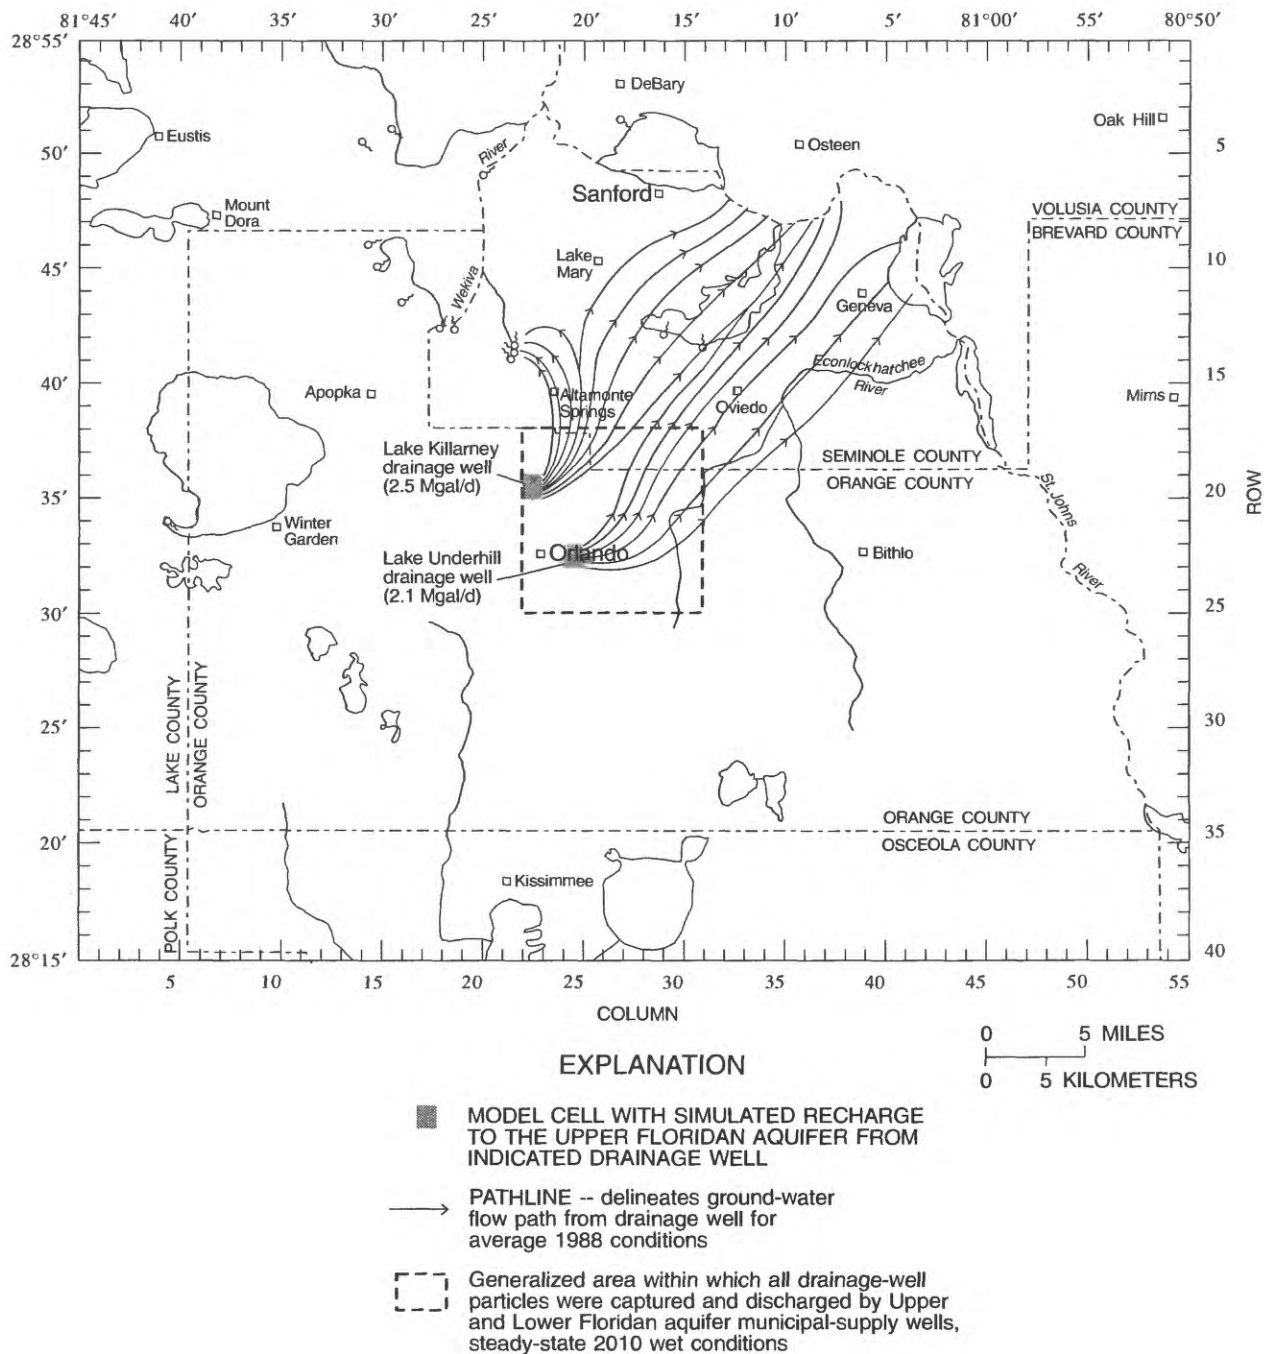 81°45′ 40′ 35′ 30′ 25′ 20′ 15′ 10′ 5′ 81°00′ 55′ 80°50′
28°55′
DeBary
Oak Hill
Eustis
River
Osteen
50′
5
Sanford
Mount
Dora
VOLUSIA COUNTY
BREVARD COUNTY
Lake
Mary
45′
10
Wekiva
Geneva
Econlockhatchee
River
40′
15
Apopka
Altamonte
Springs
Oviedo
Mims
Lake Killarney
drainage well
(2.5 Mgal/d)
SEMINOLE COUNTY
ORANGE COUNTY
35′
20
ROW
St. Johns
River
Winter
Garden
Orlando
Bithlo
Lake Underhill
drainage well
(2.1 Mgal/d)
30′
25
LAKE COUNTY
ORANGE COUNTY
25′
30
ORANGE COUNTY
OSCEOLA COUNTY
20′
35
POLK COUNTY
Kissimmee
28°15′
40
5 10 15 20 25 30 35 40 45 50 55
COLUMN
0 5 MILES
0 5 KILOMETERS
EXPLANATION
MODEL CELL WITH SIMULATED RECHARGE
TO THE UPPER FLORIDAN AQUIFER FROM
INDICATED DRAINAGE WELL
PATHLINE -- delineates ground-water
flow path from drainage well for
average 1988 conditions
Generalized area within which all drainage-well
particles were captured and discharged by Upper
and Lower Floridan aquifer municipal-supply wells,
steady-state 2010 wet conditions